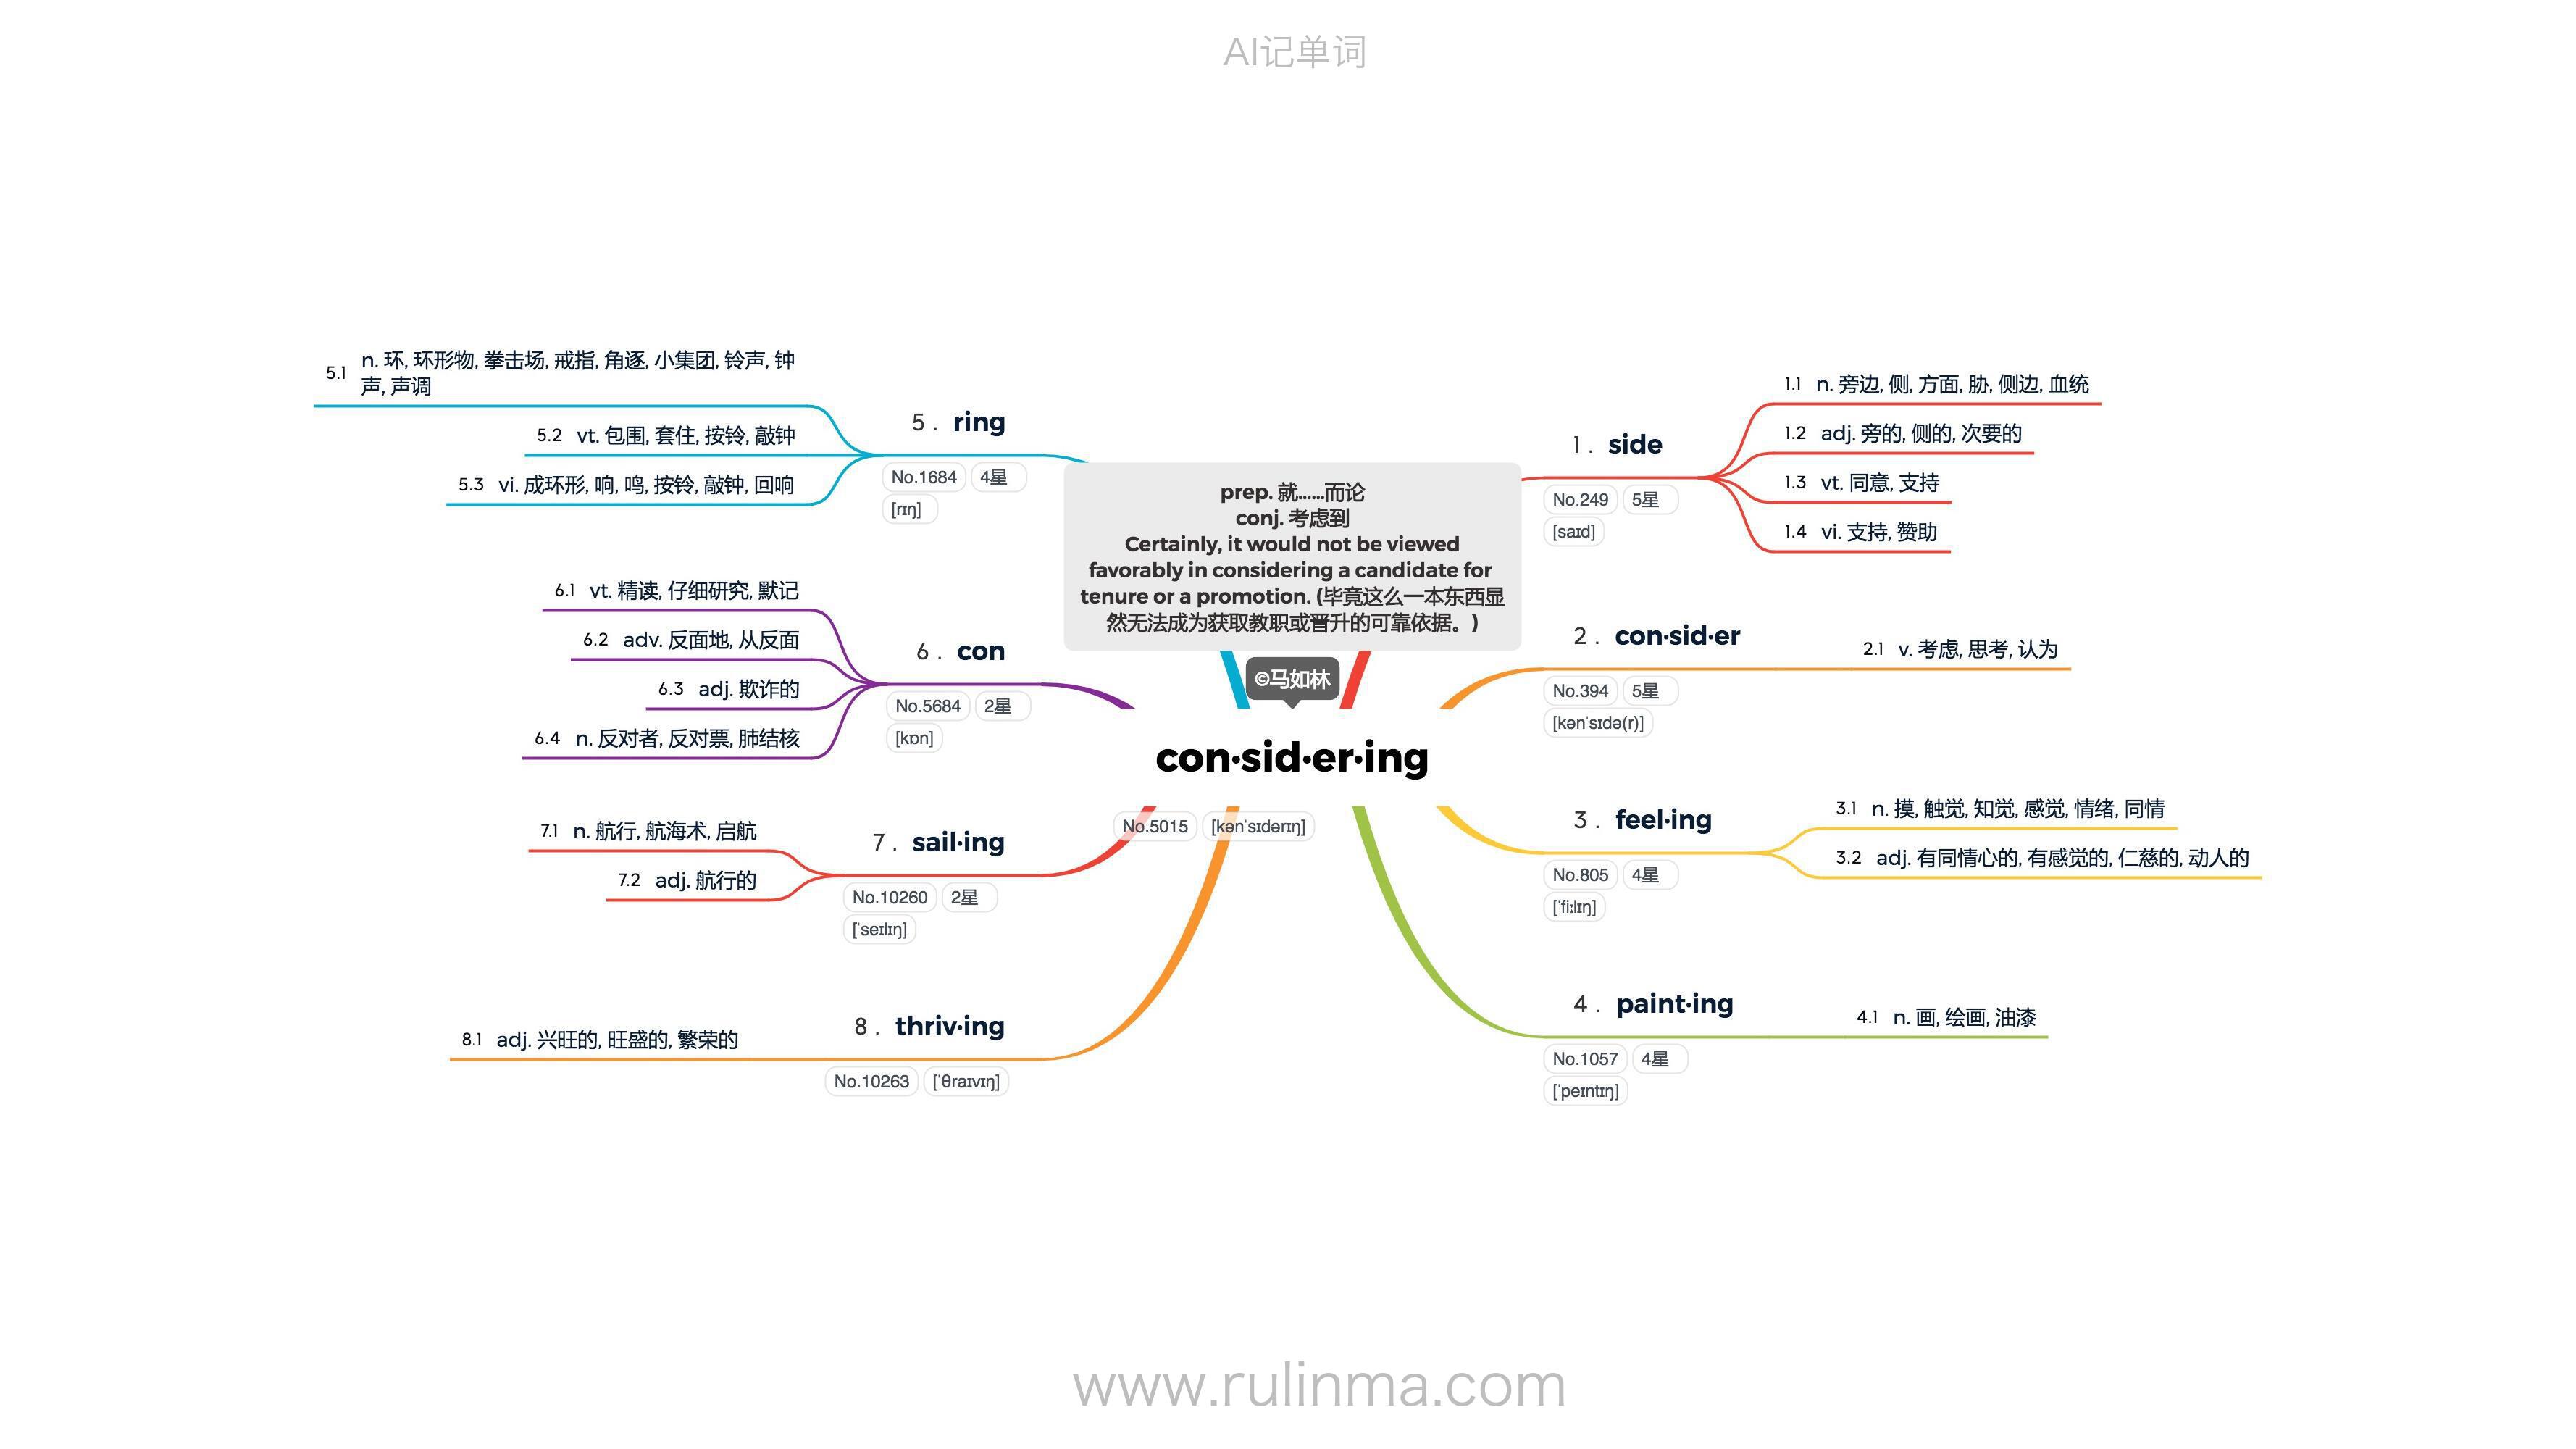 AI记单词
prep. 就……而论
conj. 考虑到
Certainly, it would not be viewed
favorably in considering a candidate for
tenure or a promotion. (毕竟这么一本东西显
然无法成为获取教职或晋升的可靠依据。)
©马如林
con·sid·er·ing
No.5015 [kənˈsɪdərɪŋ]
1. side
No.249 5星
[saɪd]
1.1 n. 旁边, 侧, 方面, 胁, 侧边, 血统
1.2 adj. 旁的, 侧的, 次要的
1.3 vt. 同意, 支持
1.4 vi. 支持, 赞助
2. con·sid·er
No.394 5星
[kənˈsɪdə(r)]
2.1 v. 考虑, 思考, 认为
3. feel·ing
No.805 4星
[ˈfiːlɪŋ]
3.1 n. 摸, 触觉, 知觉, 感觉, 情绪, 同情
3.2 adj. 有同情心的, 有感觉的, 仁慈的, 动人的
4. paint·ing
No.1057 4星
[ˈpeɪntɪŋ]
4.1 n. 画, 绘画, 油漆
5. ring
No.1684 4星
[rɪŋ]
5.1 n. 环, 环形物, 拳击场, 戒指, 角逐, 小集团, 铃声, 钟
声, 声调
5.2 vt. 包围, 套住, 按铃, 敲钟
5.3 vi. 成环形, 响, 鸣, 按铃, 敲钟, 回响
6. con
No.5684 2星
[kɒn]
6.1 vt. 精读, 仔细研究, 默记
6.2 adv. 反面地, 从反面
6.3 adj. 欺诈的
6.4 n. 反对者, 反对票, 肺结核
7. sail·ing
No.10260 2星
[ˈseɪlɪŋ]
7.1 n. 航行, 航海术, 启航
7.2 adj. 航行的
8. thriv·ing
No.10263 [ˈθraɪvɪŋ]
8.1 adj. 兴旺的, 旺盛的, 繁荣的
www.rulinma.com